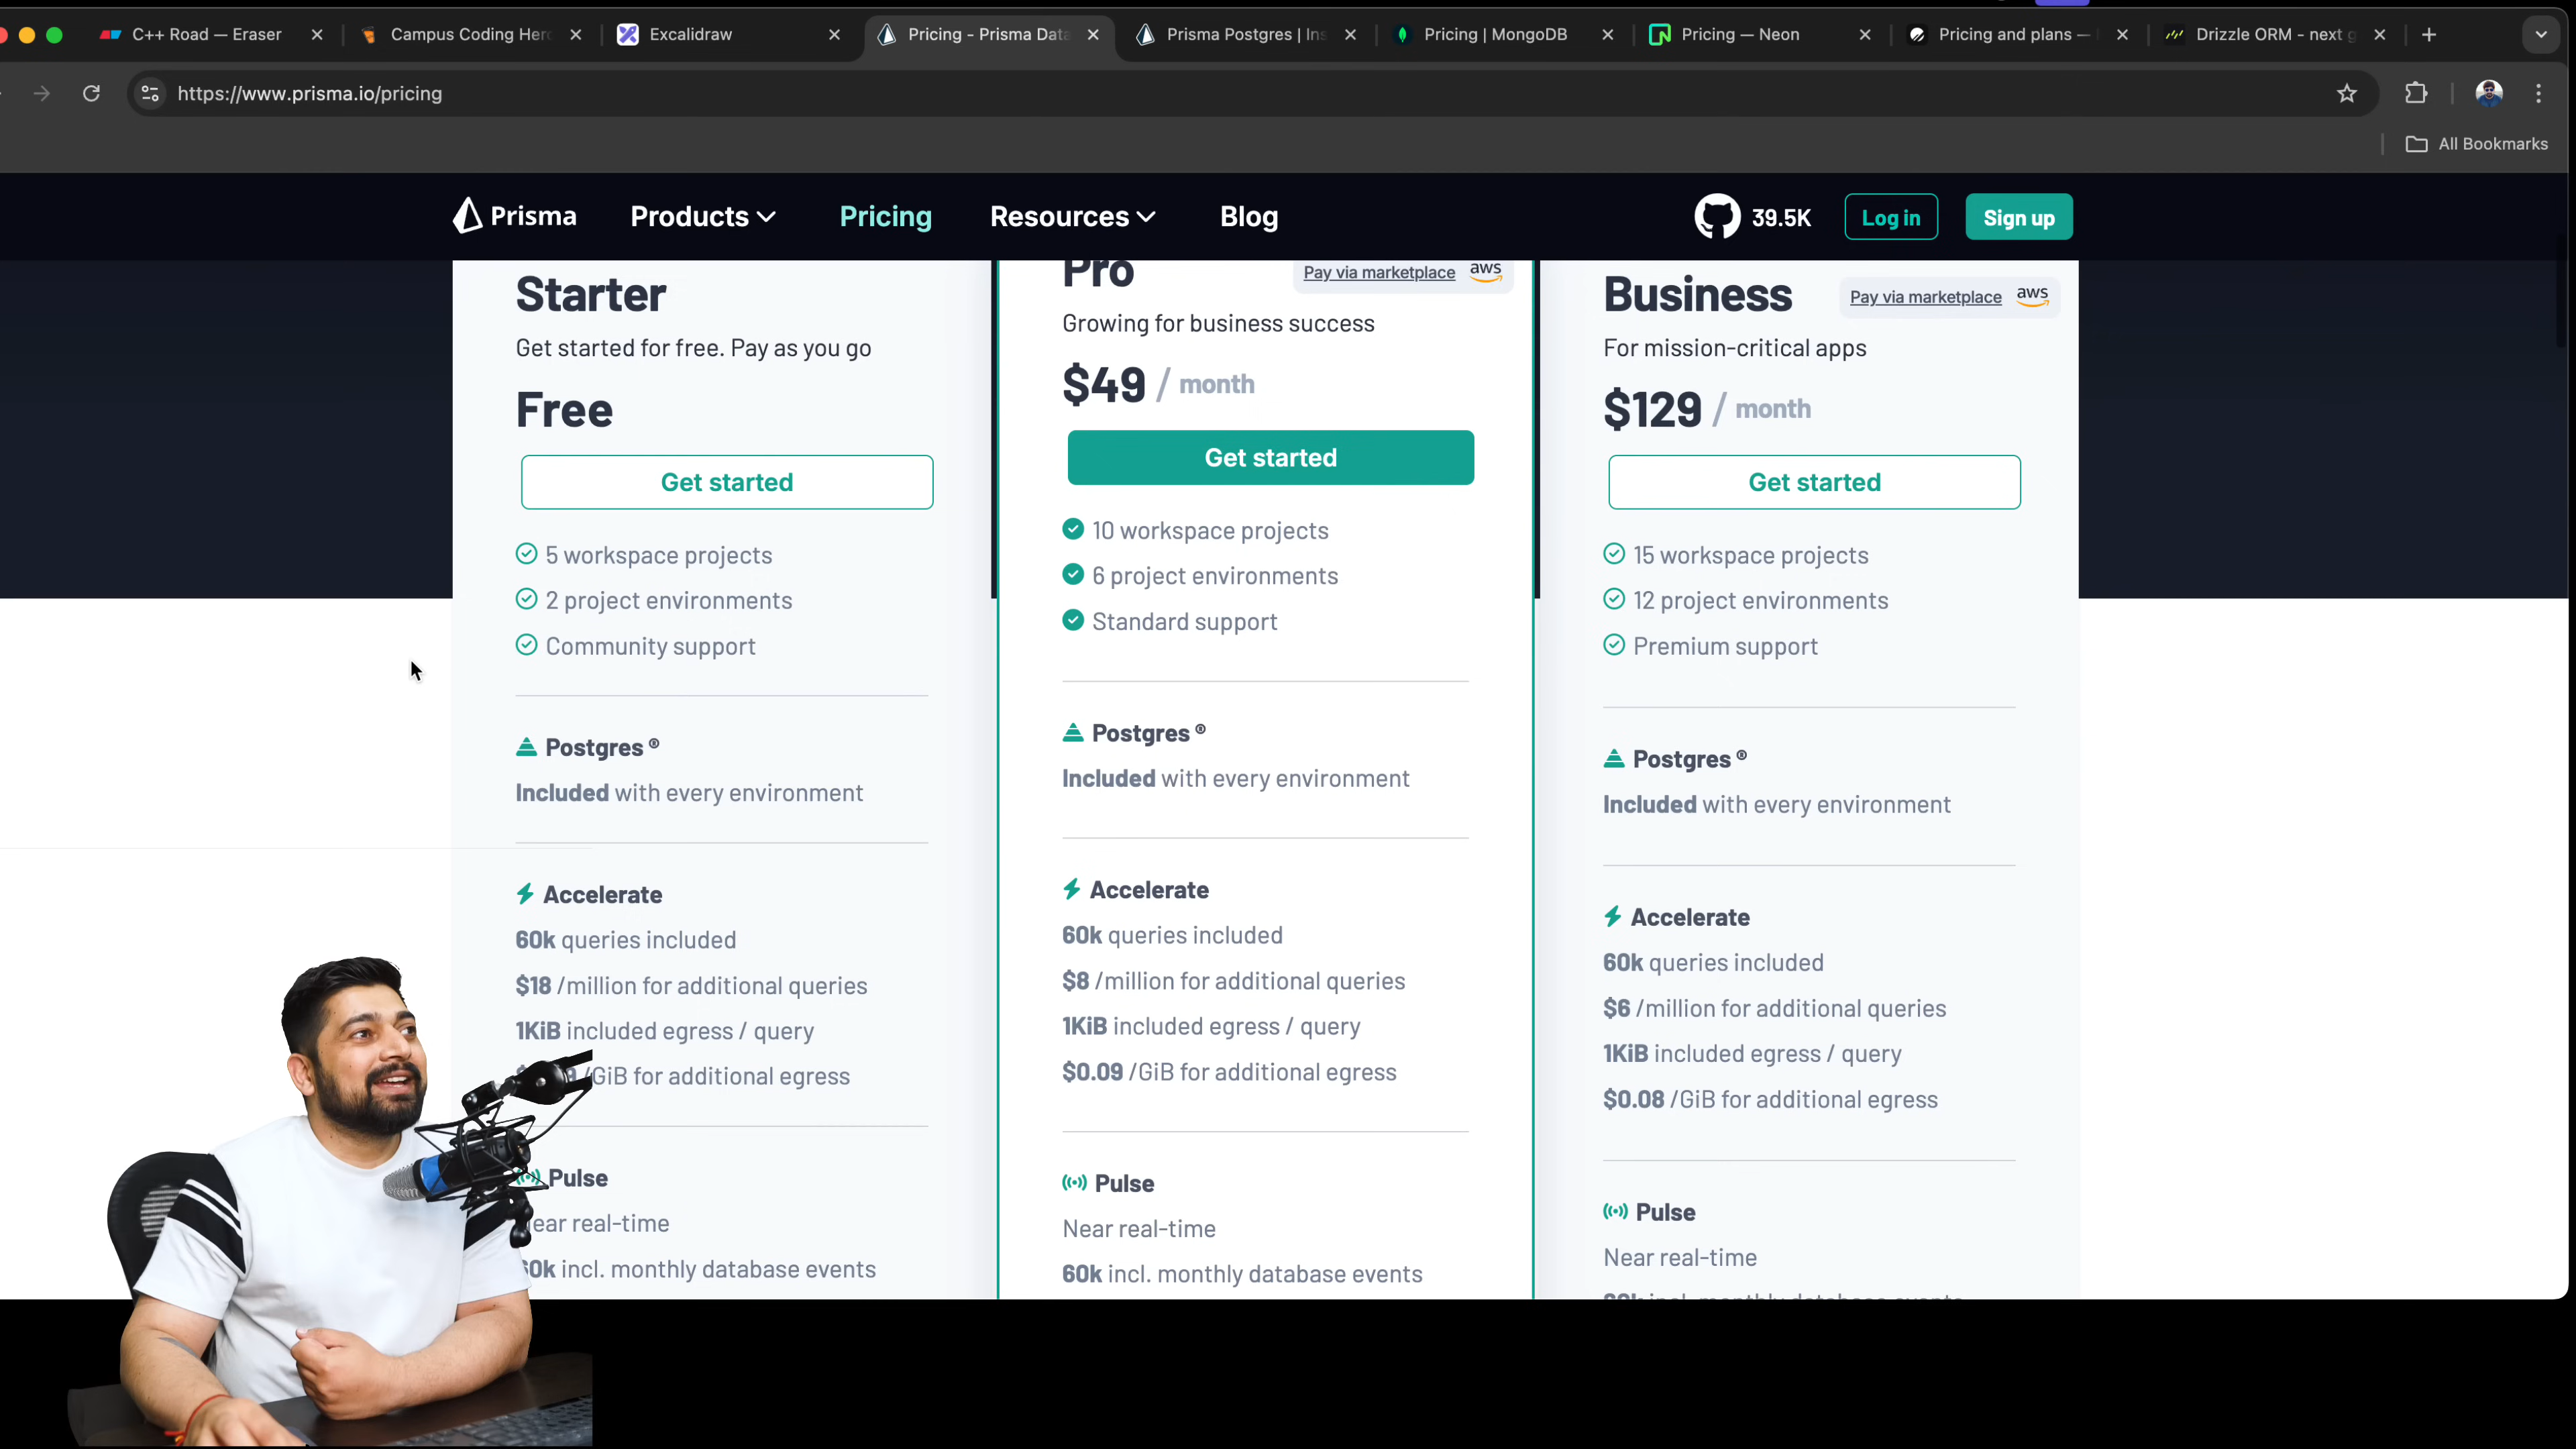 C++ Road — Eraser
Campus Coding Her
Excalidraw
Pricing - Prisma Data
Prisma Postgres | Ins
Pricing | MongoDB
Pricing — Neon
Pricing and plans —
Drizzle ORM - next g
https://www.prisma.io/pricing
All Bookmarks
Prisma
Products
Pricing
Resources
Blog
39.5K
Log in
Sign up
Starter
Get started for free. Pay as you go
Free
Get started
5 workspace projects
2 project environments
Community support
Postgres ®
Included with every environment
Accelerate
60k queries included
$18 /million for additional queries
1KiB included egress / query
/GiB for additional egress
Pulse
ear real-time
0k incl. monthly database events
Pro
Pay via marketplace aws
Growing for business success
$49 / month
Get started
10 workspace projects
6 project environments
Standard support
Postgres ®
Included with every environment
Accelerate
60k queries included
$8 /million for additional queries
1KiB included egress / query
$0.09 /GiB for additional egress
Pulse
Near real-time
60k incl. monthly database events
Business
Pay via marketplace aws
For mission-critical apps
$129 / month
Get started
15 workspace projects
12 project environments
Premium support
Postgres ®
Included with every environment
Accelerate
60k queries included
$6 /million for additional queries
1KiB included egress / query
$0.08 /GiB for additional egress
Pulse
Near real-time